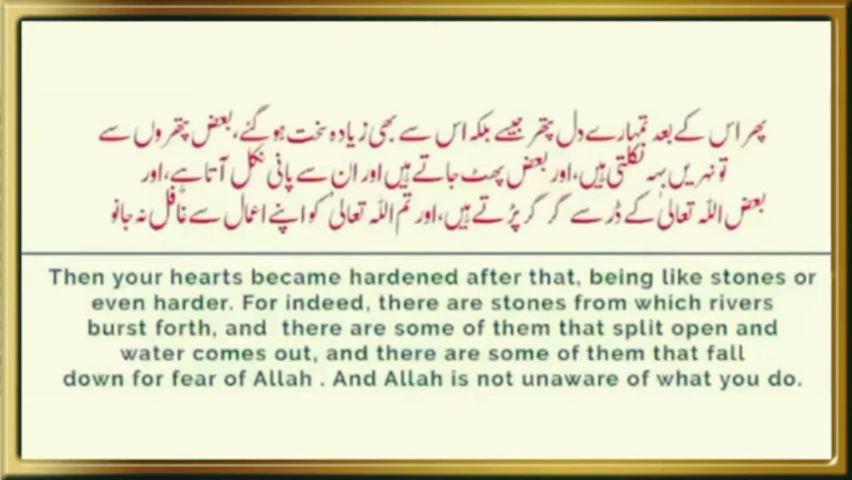 پھر اس کے بعد تمہارے دل پتھر جیسے بلکہ اس سے بھی زیادہ سخت ہو گئے، بعض پتھروں سے
تو نہریں بہہ نکلتی ہیں، اور بعض پھٹ جاتے ہیں اور ان سے پانی نکل آتا ہے، اور
بعض اللہ تعالیٰ کے ڈر سے گر گر پڑتے ہیں، اور تم اللہ تعالیٰ کو اپنے اعمال سے غافل نہ جانو
Then your hearts became hardened after that, being like stones or
even harder. For indeed, there are stones from which rivers
burst forth, and  there are some of them that split open and
water comes out, and there are some of them that fall
down for fear of Allah . And Allah is not unaware of what you do.